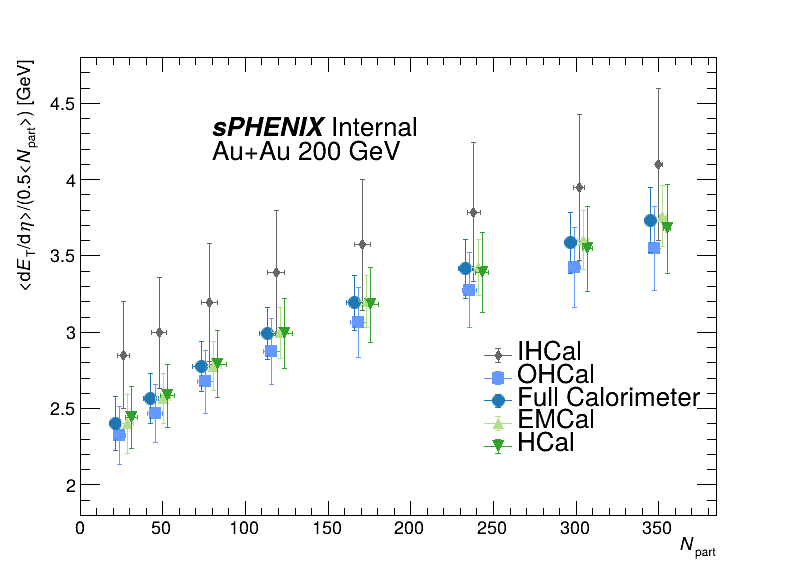 <dE_T/dη>/(0.5<N_part>) [GeV]
4.5
4
3.5
3
2.5
2
sPHENIX Internal
Au+Au 200 GeV
IHCal
OHCal
Full Calorimeter
EMCal
HCal
0 50 100 150 200 250 300 350
N_part